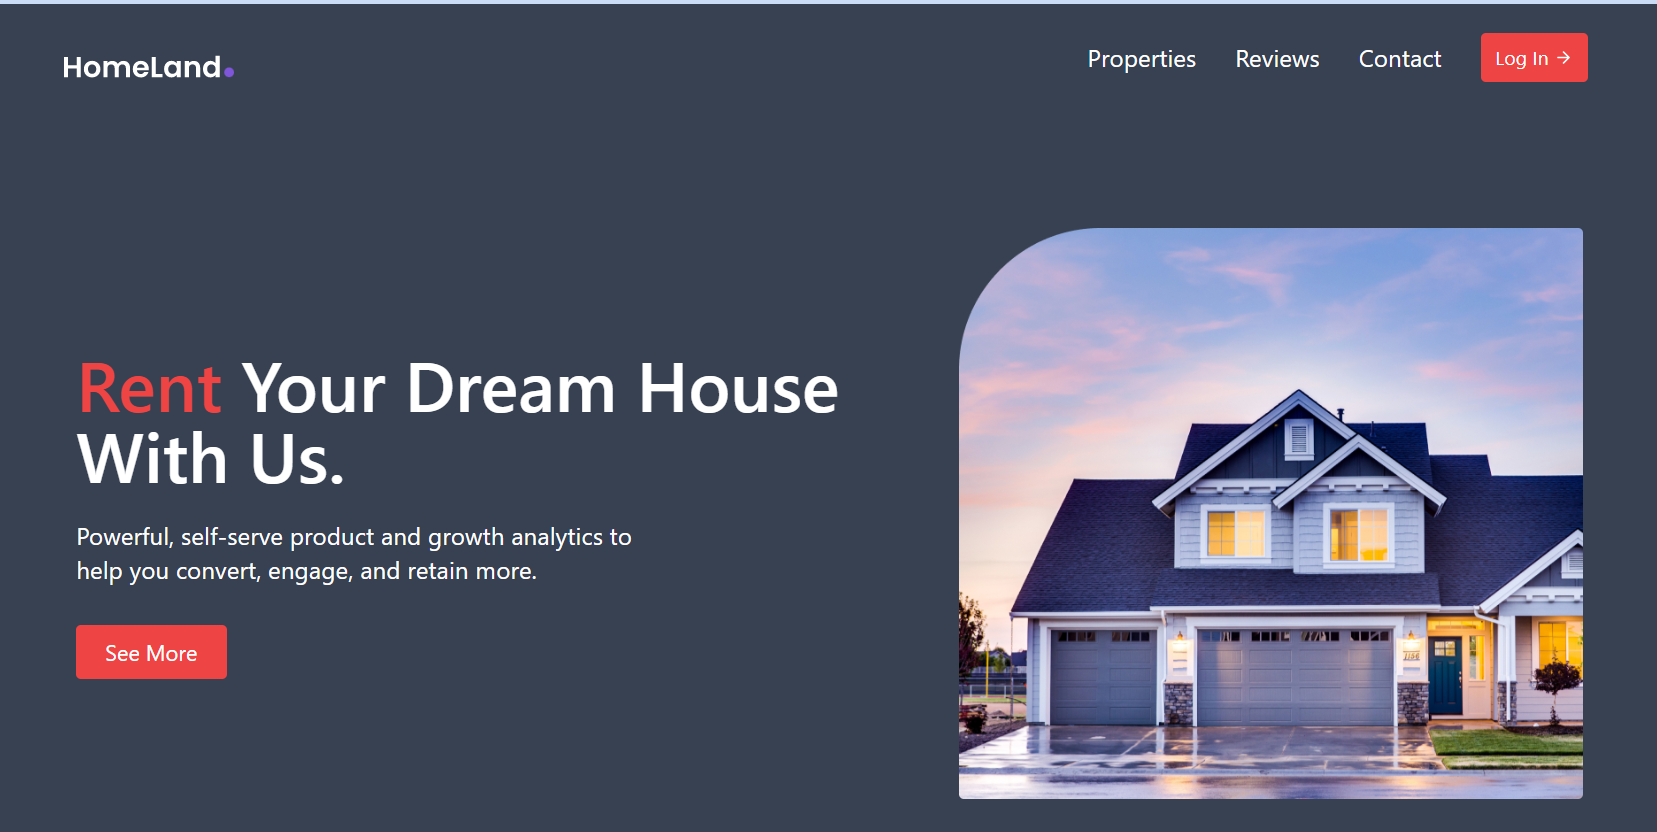 HomeLand.
Properties Reviews Contact Log In →
Rent Your Dream House
With Us.
Powerful, self-serve product and growth analytics to
help you convert, engage, and retain more.
See More
1186